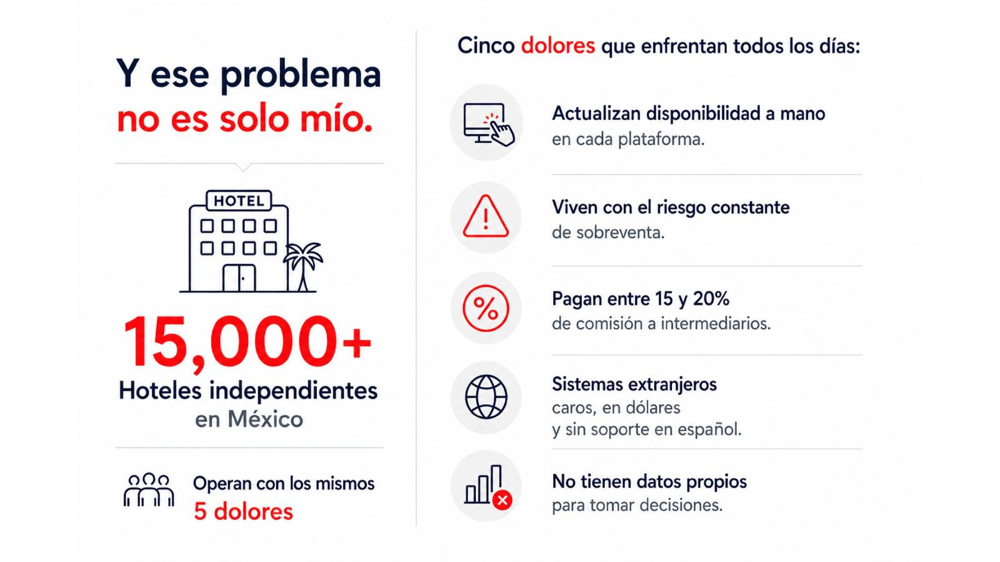 Y ese problema
no es solo mío.
HOTEL
15,000+
Hoteles independientes
en México
Operan con los mismos
5 dolores
Cinco dolores que enfrentan todos los días:
Actualizan disponibilidad a mano
en cada plataforma.
Viven con el riesgo constante
de sobreventa.
Pagan entre 15 y 20%
de comisión a intermediarios.
Sistemas extranjeros
caros, en dólares
y sin soporte en español.
No tienen datos propios
para tomar decisiones.